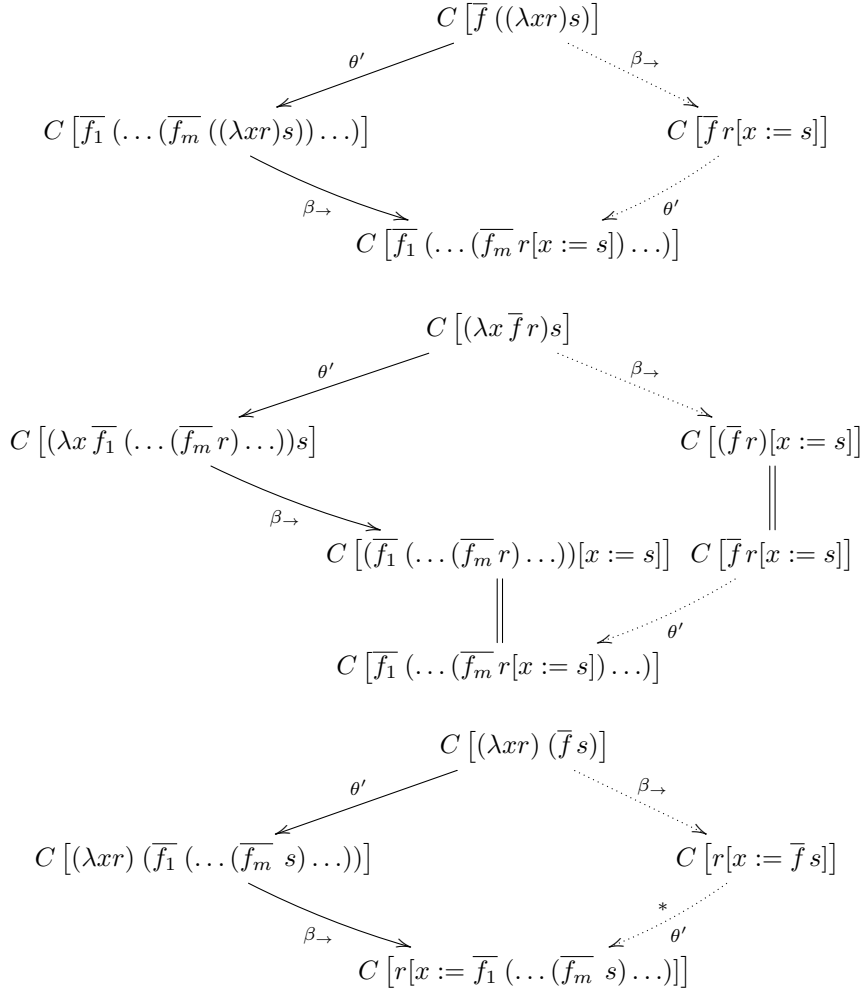 C [f̅ ((λxr)s)]
θ′ β→
C [f̅₁ (... (f̅ₘ ((λxr)s)) ...)] C [f̅ r[x := s]]
β→ θ′
C [f̅₁ (... (f̅ₘ r[x := s]) ...)]
C [(λx f̅ r)s]
θ′ β→
C [(λx f̅₁ (... (f̅ₘ r) ...))s] C [(f̅ r)[x := s]]
β→
C [(f̅₁ (... (f̅ₘ r) ...))[x := s]] C [f̅ r[x := s]]
θ′
C [f̅₁ (... (f̅ₘ r[x := s]) ...)]
C [(λxr) (f̅ s)]
θ′ β→
C [(λxr) (f̅₁ (... (f̅ₘ s) ...))] C [r[x := f̅ s]]
β→ * θ′
C [r[x := f̅₁ (... (f̅ₘ s) ...)]]